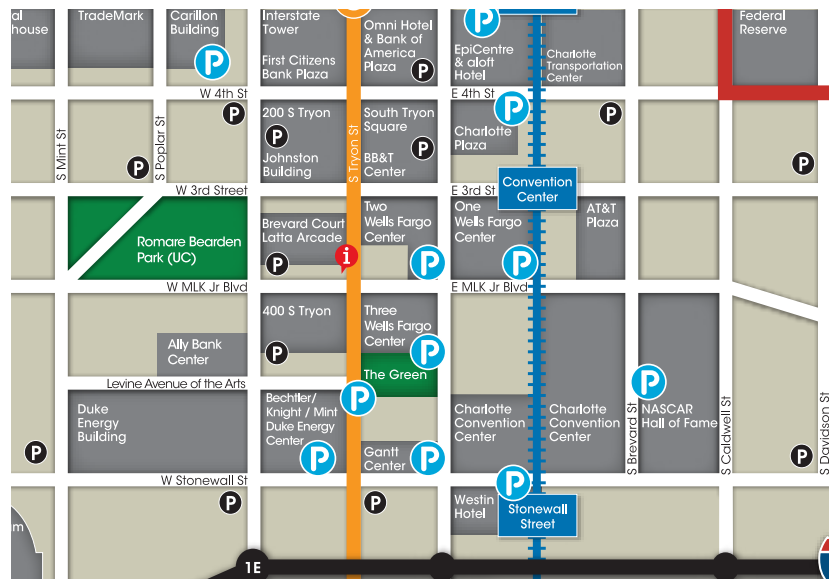 al
house
TradeMark
Carillon
Building
P
Interstate
Tower
First Citizens
Bank Plaza
Omni Hotel
& Bank of
America
Plaza
P
P
EpiCentre
& aloft
Hotel
Charlotte
Transportation
Center
Federal
Reserve
W 4th St
E 4th St
S Mint St
S Poplar St
S Tryon St
P
P
200 S Tryon
P
Johnston
Building
South Tryon
Square
BB&T
Center
P
P
Charlotte
Plaza
P
P
W 3rd Street
E 3rd St
Convention
Center
Romare Bearden
Park (UC)
Brevard Court
Latta Arcade
P
i
Two
Wells Fargo
Center
P
One
Wells Fargo
Center
P
AT&T
Plaza
W MLK Jr Blvd
E MLK Jr Blvd
P
Ally Bank
Center
400 S Tryon
P
Three
Wells Fargo
Center
P
The Green
Levine Avenue of the Arts
P
P
Duke
Energy
Building
Bechtler/
Knight / Mint
Duke Energy
Center
P
Gantt
Center
P
Charlotte
Convention
Center
Charlotte
Convention
Center
NASCAR
Hall of Fame
S Brevard St
S Caldwell St
S Davidson St
P
P
W Stonewall St
P
P
P
Westin
Hotel
Stonewall
Street
m
1E